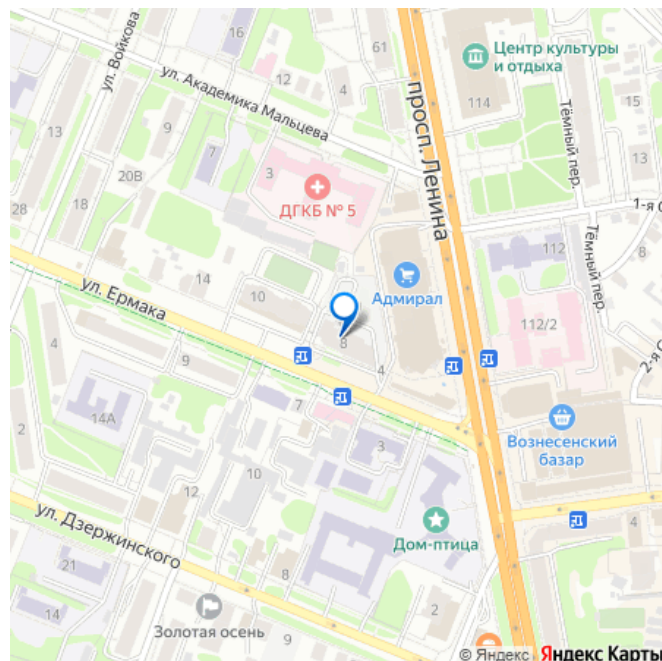 16
61
Центр культуры
и отдыха
ул. Войкова
ул. Академика Мальцева
12
4
просп. Ленина
114
15
Тёмный пер.
13
9
7
3
20В
18
ДГКБ № 5
28
1-я
112
Тёмный пер.
8
14
Адмирал
10
ул. Ермака
8
112/2
2-я
4
4
14А
7
2
3
Вознесенский
базар
10
12
ул. Дзержинского
Дом-птица
4
21
8
14
2
Золотая осень
9
© Яндекс Яндекс Карты